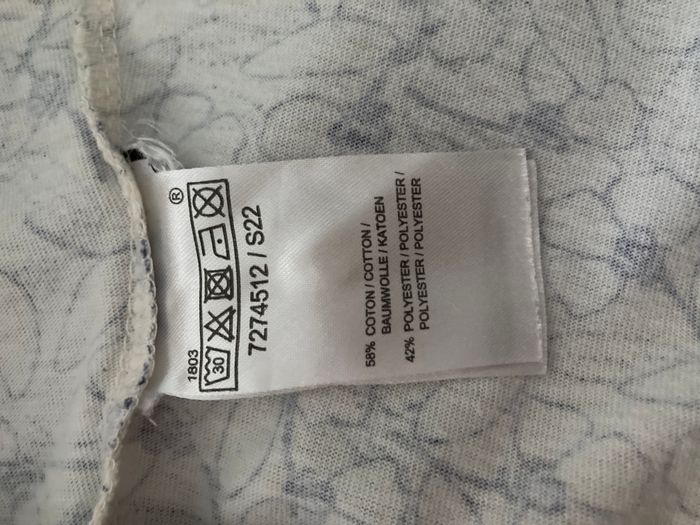 1803
®
30
7274512 / S22
58% COTON / COTTON /
BAUMWOLLE / KATOEN
42% POLYESTER / POLYESTER /
POLYESTER / POLYESTER